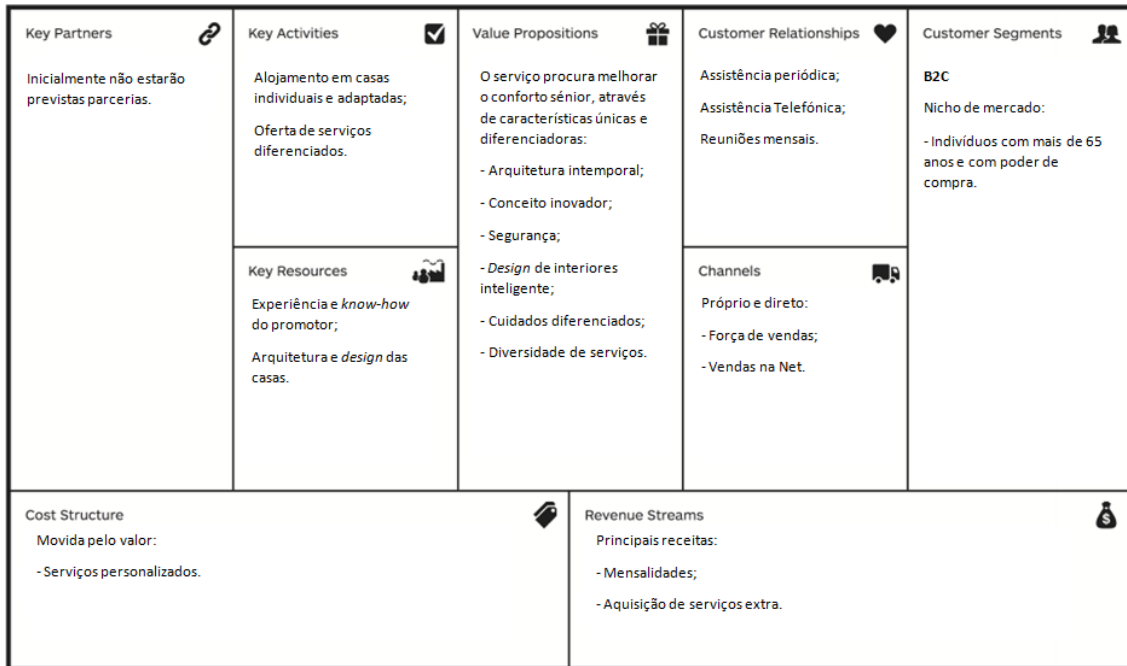 Key Partners
Inicialmente não estarão
previstas parcerias.
Key Activities
Alojamento em casas
individuais e adaptadas;
Oferta de serviços
diferenciados.
Key Resources
Experiência e know-how
do promotor;
Arquitetura e design das
casas.
Value Propositions
O serviço procura melhorar
o conforto sénior, através
de características únicas e
diferenciadoras:
- Arquitetura intemporal;
- Conceito inovador;
- Segurança;
- Design de interiores
inteligente;
- Cuidados diferenciados;
- Diversidade de serviços.
Customer Relationships
Assistência periódica;
Assistência Telefónica;
Reuniões mensais.
Channels
Próprio e direto:
- Força de vendas;
- Vendas na Net.
Customer Segments
B2C
Nicho de mercado:
- Indivíduos com mais de 65
anos e com poder de
compra.
Cost Structure
Movida pelo valor:
- Serviços personalizados.
Revenue Streams
Principais receitas:
- Mensalidades;
- Aquisição de serviços extra.